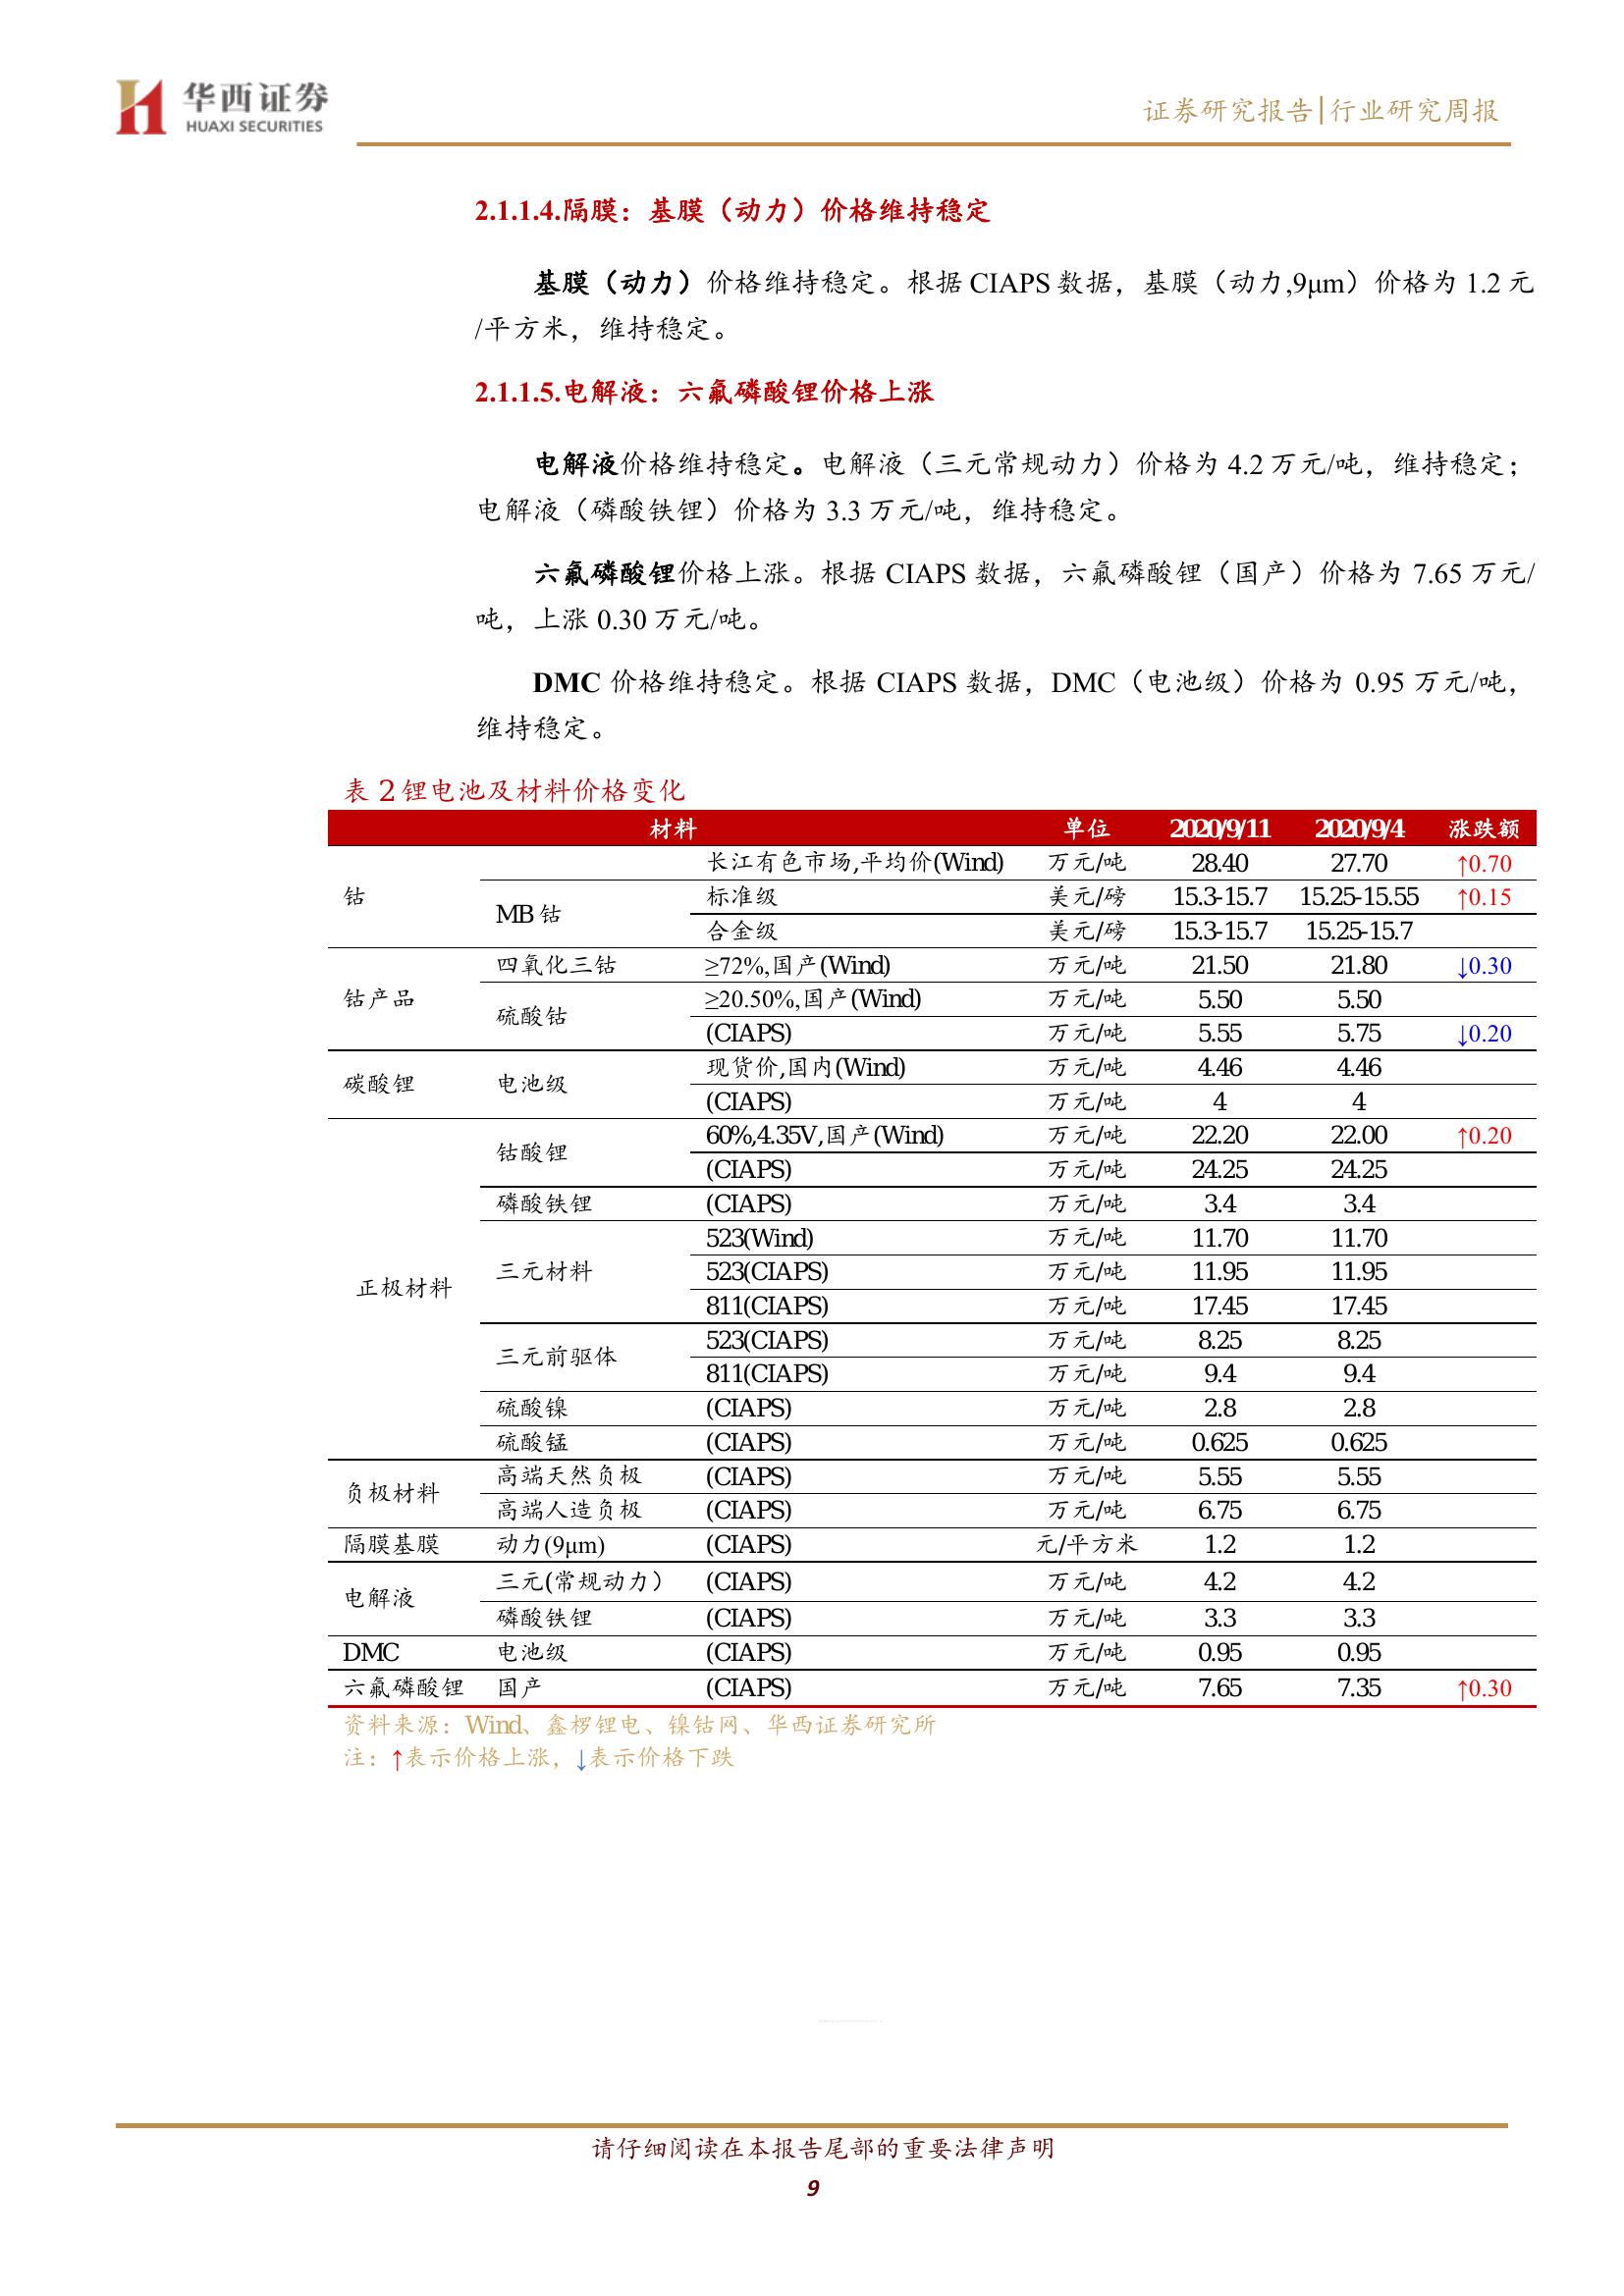 华西证券
HUAXI SECURITIES
证券研究报告|行业研究周报
2.1.1.4.隔膜：基膜（动力）价格维持稳定
基膜（动力）价格维持稳定。根据 CIAPS 数据，基膜（动力,9μm）价格为 1.2 元
/平方米，维持稳定。
2.1.1.5.电解液：六氟磷酸锂价格上涨
电解液价格维持稳定。电解液（三元常规动力）价格为 4.2 万元/吨，维持稳定；
电解液（磷酸铁锂）价格为 3.3 万元/吨，维持稳定。
六氟磷酸锂价格上涨。根据 CIAPS 数据，六氟磷酸锂（国产）价格为 7.65 万元/
吨，上涨 0.30 万元/吨。
DMC 价格维持稳定。根据 CIAPS 数据，DMC（电池级）价格为 0.95 万元/吨，
维持稳定。
表 2 锂电池及材料价格变化
材料 单位 2020/9/11 2020/9/4 涨跌额
钴 长江有色市场,平均价(Wind) 万元/吨 28.40 27.70 ↑0.70
MB 钴 标准级 美元/磅 15.3-15.7 15.25-15.55 ↑0.15
合金级 美元/磅 15.3-15.7 15.25-15.7
钴产品 四氧化三钴 ≥72%,国产(Wind) 万元/吨 21.50 21.80 ↓0.30
硫酸钴 ≥20.50%,国产(Wind) 万元/吨 5.50 5.50
(CIAPS) 万元/吨 5.55 5.75 ↓0.20
碳酸锂 电池级 现货价,国内(Wind) 万元/吨 4.46 4.46
(CIAPS) 万元/吨 4 4
正极材料 钴酸锂 60%,4.35V,国产(Wind) 万元/吨 22.20 22.00 ↑0.20
(CIAPS) 万元/吨 24.25 24.25
磷酸铁锂 (CIAPS) 万元/吨 3.4 3.4
三元材料 523(Wind) 万元/吨 11.70 11.70
523(CIAPS) 万元/吨 11.95 11.95
811(CIAPS) 万元/吨 17.45 17.45
三元前驱体 523(CIAPS) 万元/吨 8.25 8.25
811(CIAPS) 万元/吨 9.4 9.4
硫酸镍 (CIAPS) 万元/吨 2.8 2.8
硫酸锰 (CIAPS) 万元/吨 0.625 0.625
负极材料 高端天然负极 (CIAPS) 万元/吨 5.55 5.55
高端人造负极 (CIAPS) 万元/吨 6.75 6.75
隔膜基膜 动力(9μm) (CIAPS) 元/平方米 1.2 1.2
电解液 三元(常规动力） (CIAPS) 万元/吨 4.2 4.2
磷酸铁锂 (CIAPS) 万元/吨 3.3 3.3
DMC 电池级 (CIAPS) 万元/吨 0.95 0.95
六氟磷酸锂 国产 (CIAPS) 万元/吨 7.65 7.35 ↑0.30
资料来源：Wind、鑫椤锂电、镍钴网、华西证券研究所
注：↑表示价格上涨，↓表示价格下跌
请仔细阅读在本报告尾部的重要法律声明
9